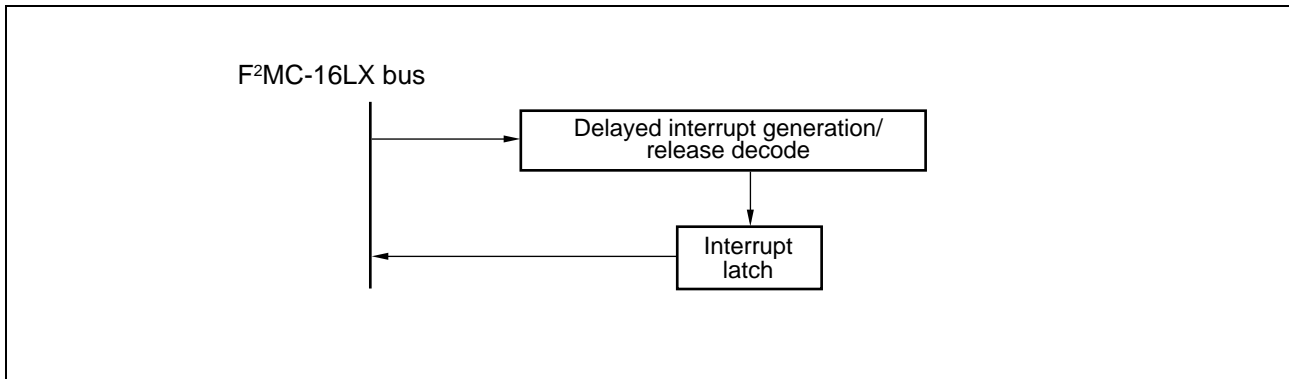 F²MC-16LX bus
Delayed interrupt generation/
release decode
Interrupt
latch